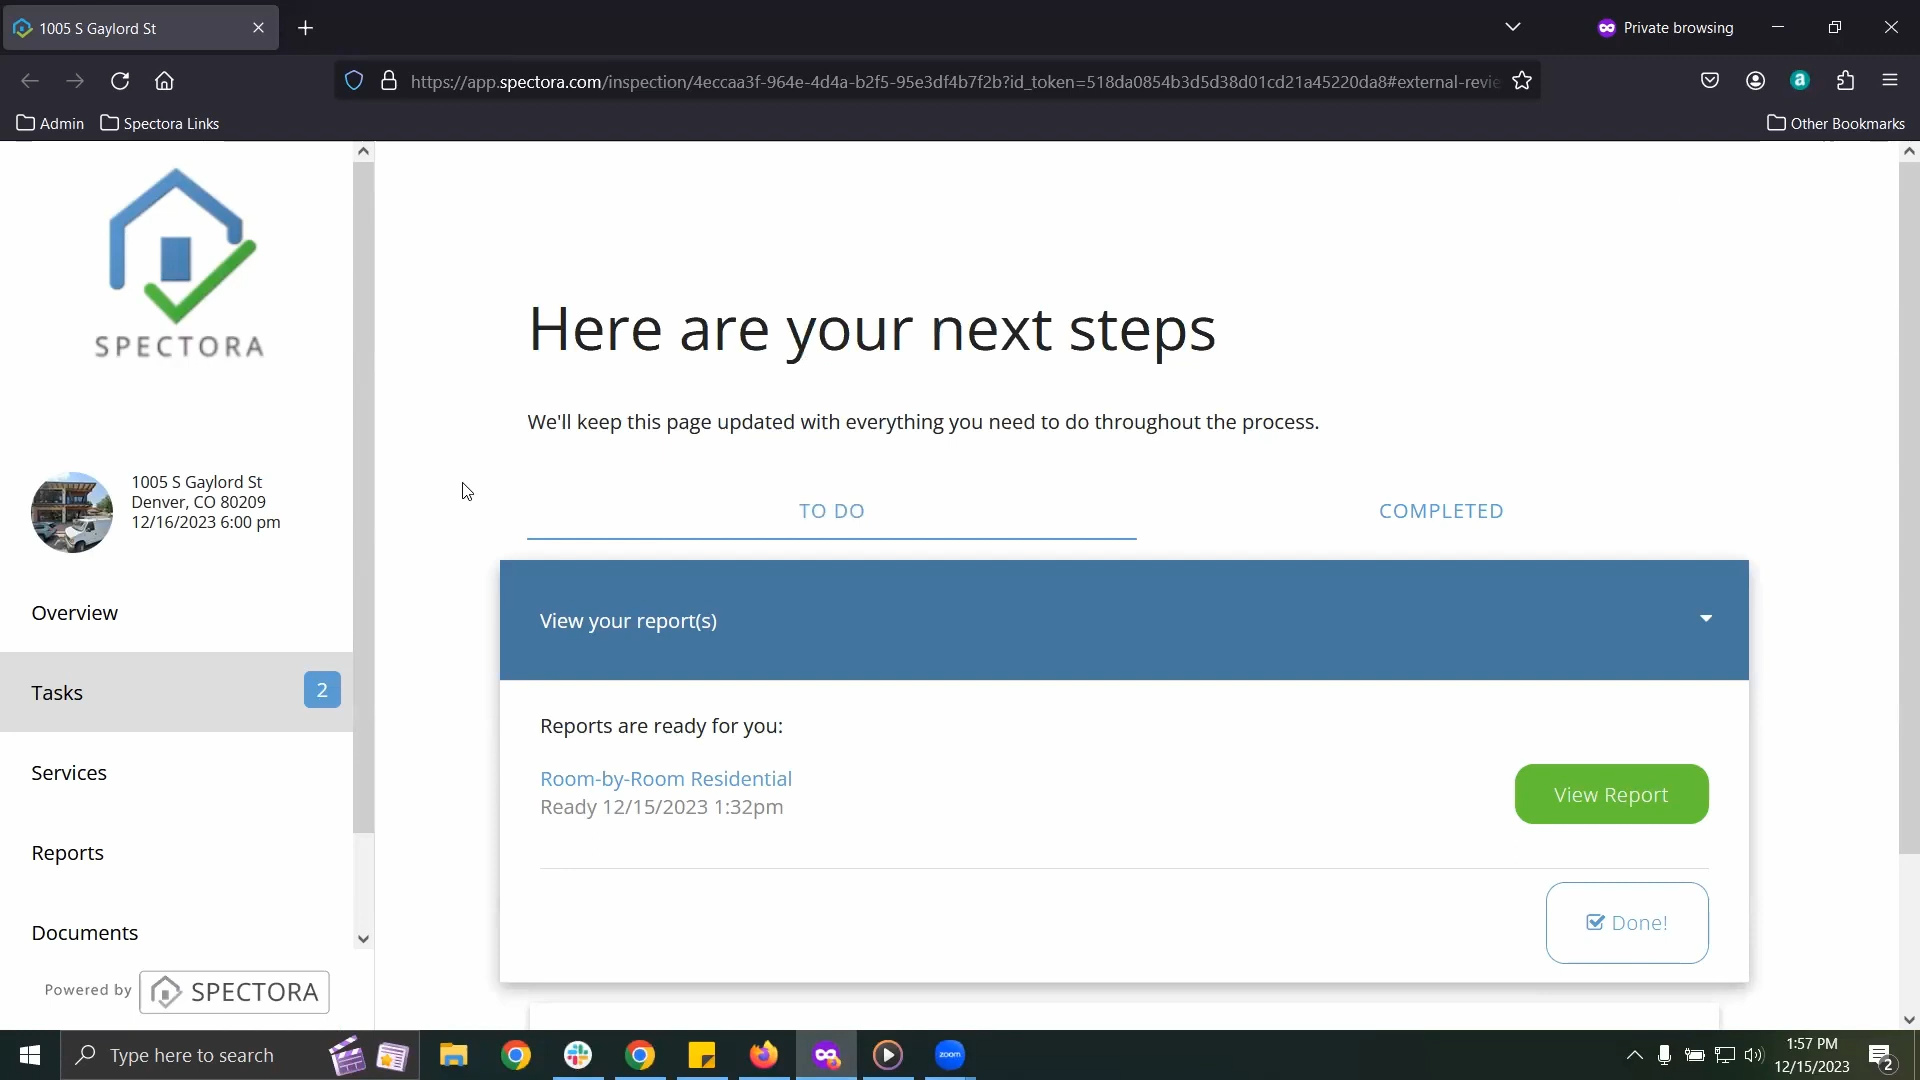 1005 S Gaylord St
Private browsing
https://app.spectora.com/inspection/4eccaa3f-964e-4d4a-b2f5-95e3df4b7f2b?id_token=518da0854b3d5d38d01cd21a45220da8#external-revie
Admin
Spectora Links
Other Bookmarks
SPECTORA
1005 S Gaylord St
Denver, CO 80209
12/16/2023 6:00 pm
Overview
Tasks
2
Services
Reports
Documents
Powered by
SPECTORA
Here are your next steps
We'll keep this page updated with everything you need to do throughout the process.
TO DO
COMPLETED
View your report(s)
Reports are ready for you:
Room-by-Room Residential
Ready 12/15/2023 1:32pm
View Report
Done!
Type here to search
a
zoom
1:57 PM
12/15/2023
2